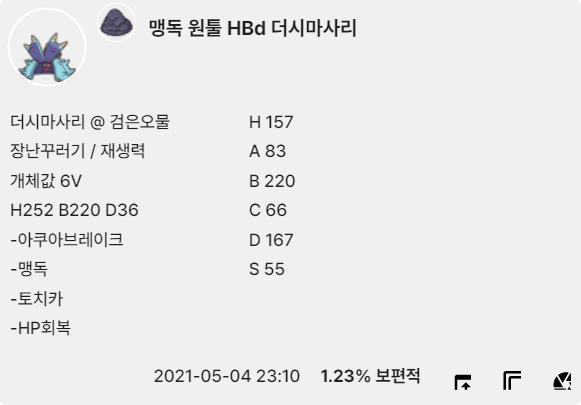 맹독 원툴 HBd 더시마사리
더시마사리 @ 검은오물
장난꾸러기 / 재생력
개체값 6V
H252 B220 D36
-아쿠아브레이크
-맹독
-토치카
-HP회복
H 157
A 83
B 220
C 66
D 167
S 55
2021-05-04 23:10 1.23% 보편적